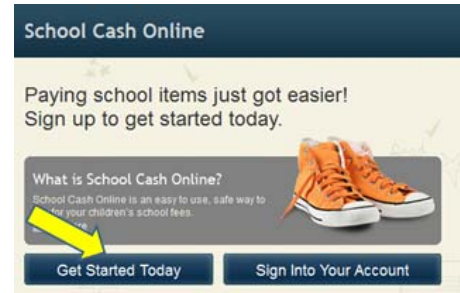 School Cash Online
Paying school items just got easier!
Sign up to get started today.
What is School Cash Online?
School Cash Online is an easy to use, safe way to
for your children's school fees.
Get Started Today
Sign Into Your Account